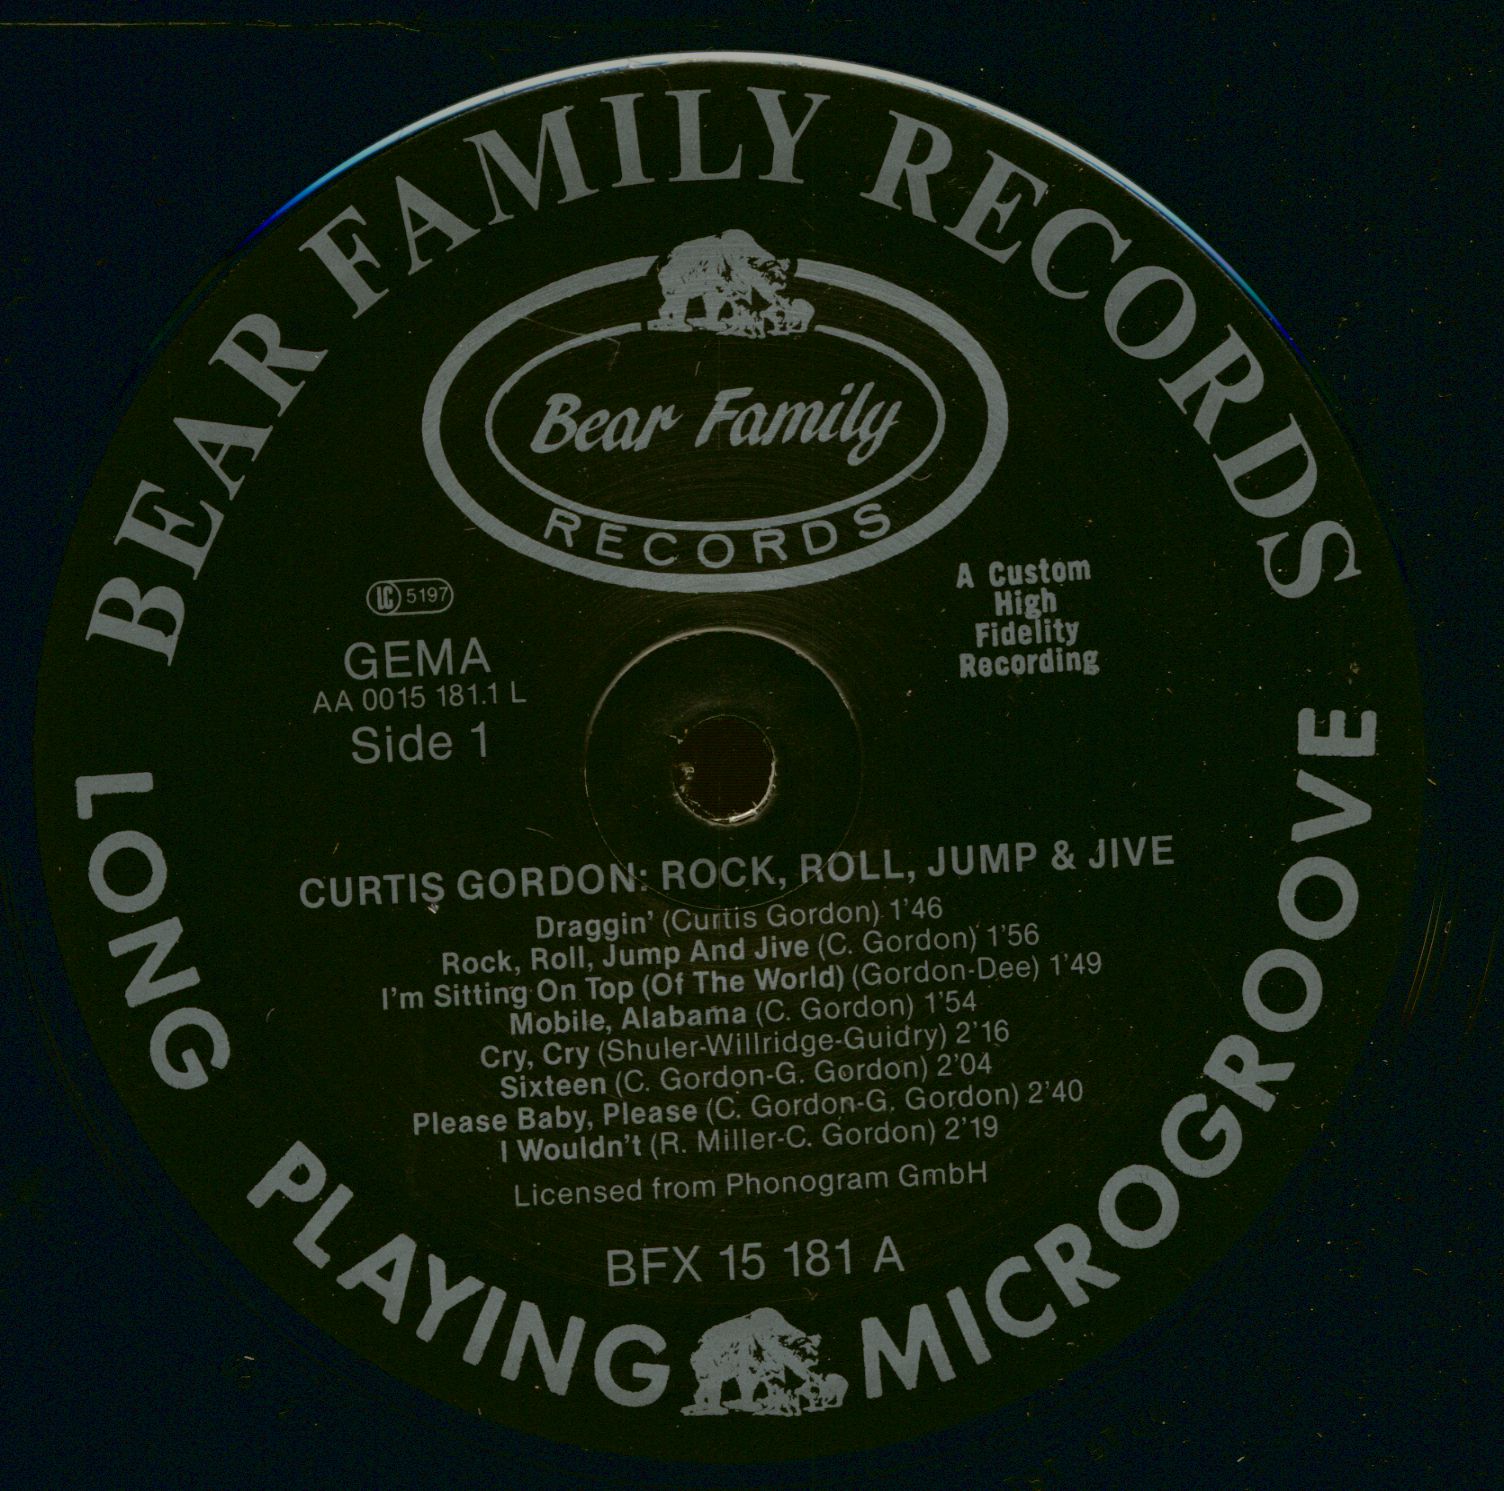 BEAR FAMILY RECORDS
Bear Family
RECORDS
LC 5197
GEMA
AA 0015 181.1 L
Side 1
A Custom
High
Fidelity
Recording
CURTIS GORDON: ROCK, ROLL, JUMP & JIVE
Draggin' (Curtis Gordon) 1'46
Rock, Roll, Jump And Jive (C. Gordon) 1'56
I'm Sitting On Top (Of The World) (Gordon-Dee) 1'49
Mobile, Alabama (C. Gordon) 1'54
Cry, Cry (Shuler-Willridge-Guidry) 2'16
Sixteen (C. Gordon-G. Gordon) 2'04
Please Baby, Please (C. Gordon-G. Gordon) 2'40
I Wouldn't (R. Miller-C. Gordon) 2'19
Licensed from Phonogram GmbH
BFX 15 181 A
LONG PLAYING MICROGROOVE